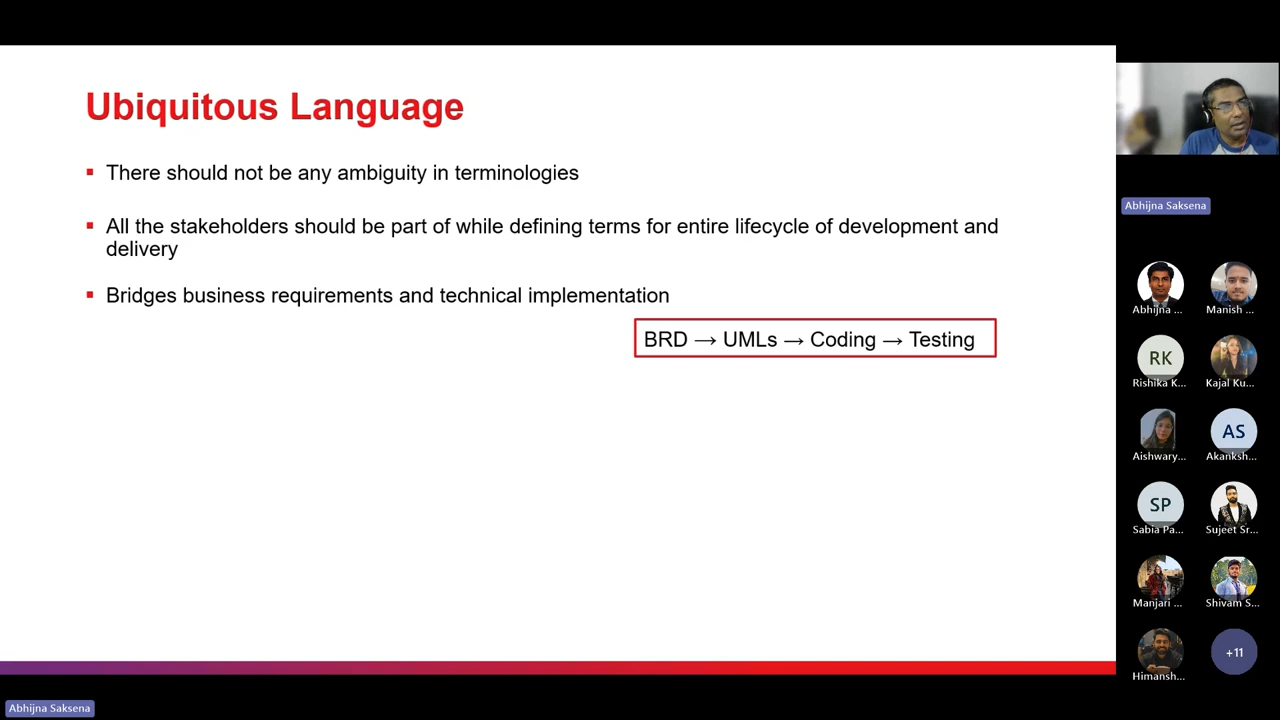 Ubiquitous Language
▪ There should not be any ambiguity in terminologies
▪ All the stakeholders should be part of while defining terms for entire lifecycle of development and
delivery
▪ Bridges business requirements and technical implementation
BRD → UMLs → Coding → Testing
Abhijna Saksena
Abhijna ...
Manish ...
RK
Rishika K...
Kajal Ku...
Aishwary...
AS
Akanksh...
SP
Sabia Pa...
Sujeet Sr...
Manjari ...
Shivam S...
Himansh...
+11
Abhijna Saksena